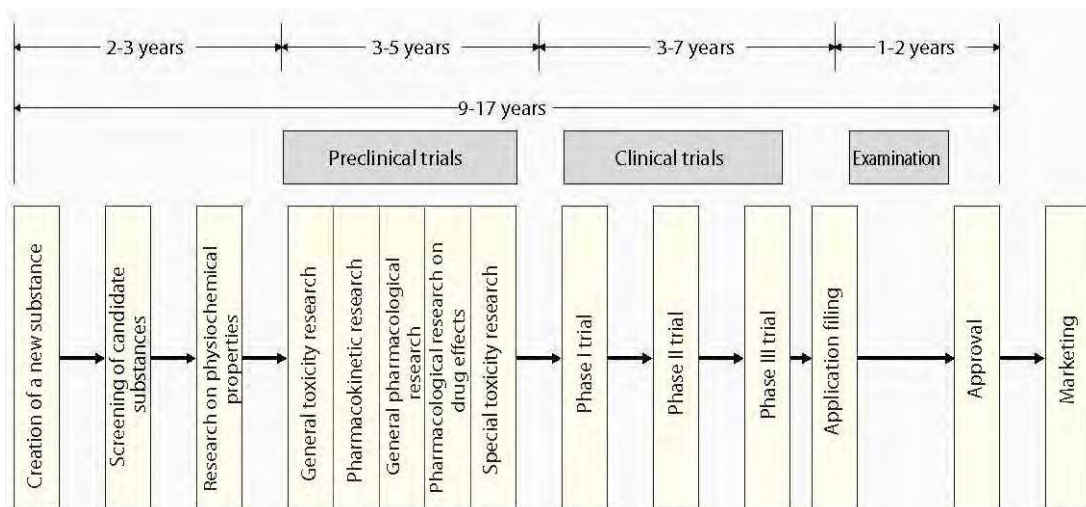 2-3 years
3-5 years
3-7 years
1-2 years
9-17 years
Preclinical trials
Clinical trials
Examination
Creation of a new substance
Screening of candidate
substances
Research on physiochemical
properties
General toxicity research
Pharmacokinetic research
General pharmacological
research
Pharmacological research on
drug effects
Special toxicity research
Phase I trial
Phase II trial
Phase III trial
Application filing
Approval
Marketing